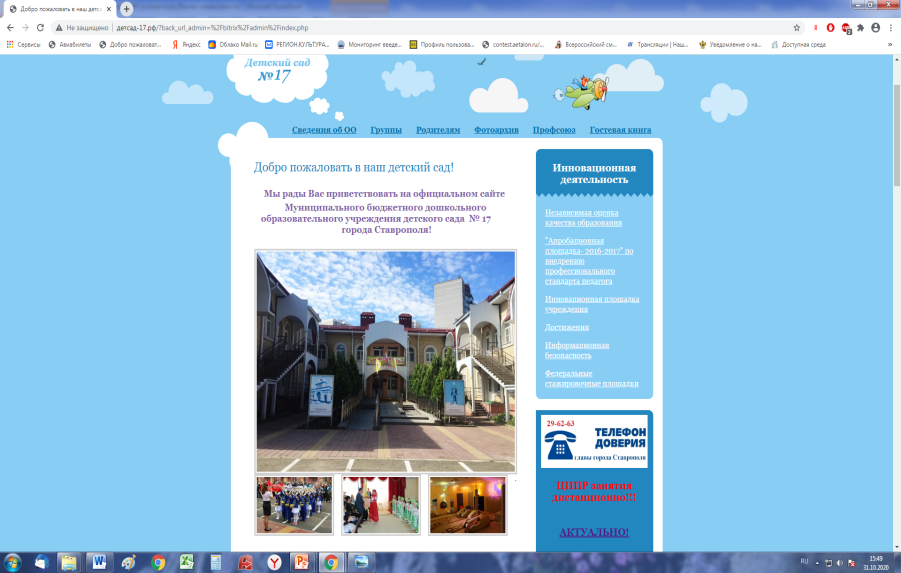 Добро пожаловать в наш детс
Не защищено | детсад-17.рф/?back_url_admin=%2Fbitrix%2Fadmin%2Findex.php
Сервисы Авиабилеты Добро пожаловат... Яндекс Облако Mail.ru РЕГИОН.КУЛЬТУРА... Мониторинг введе... Профиль пользова... contest.aetalon.ru/... Всероссийский см... Трансляции | Наш... Уведомление о на... Доступная среда
Детский сад
№17
Сведения об ОО Группы Родителям Фотоархив Профсоюз Гостевая книга
Добро пожаловать в наш детский сад!
Мы рады Вас приветствовать на официальном сайте
Муниципального бюджетного дошкольного
образовательного учреждения детского сада № 17
города Ставрополя!
Инновационная
деятельность
Независимая оценка
качества образования
"Апробационная
площадка-2016-2017" по
внедрению
профессионального
стандарта педагога
Инновационная площадка
учреждения
Достижения
Информационная
безопасность
Федеральные
стажировочные площадки
29-62-63
ТЕЛЕФОН
ДОВЕРИЯ
главы города Ставрополя
ЦИПР занятия
дистанционно!!!
АКТУАЛЬНО!
RU
15:49
31.10.2020